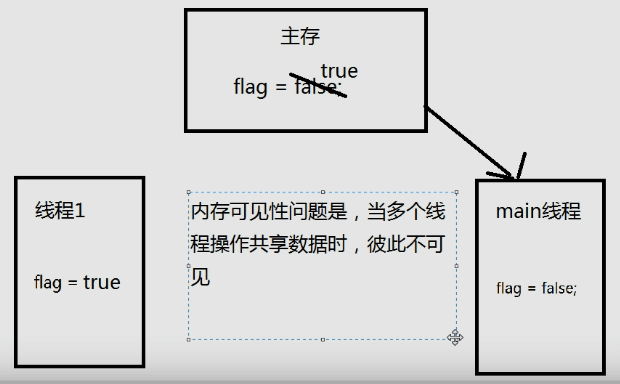 主存
true
flag = false;
线程1
flag = true
内存可见性问题是，当多个线
程操作共享数据时，彼此不可
见
main线程
flag = false;